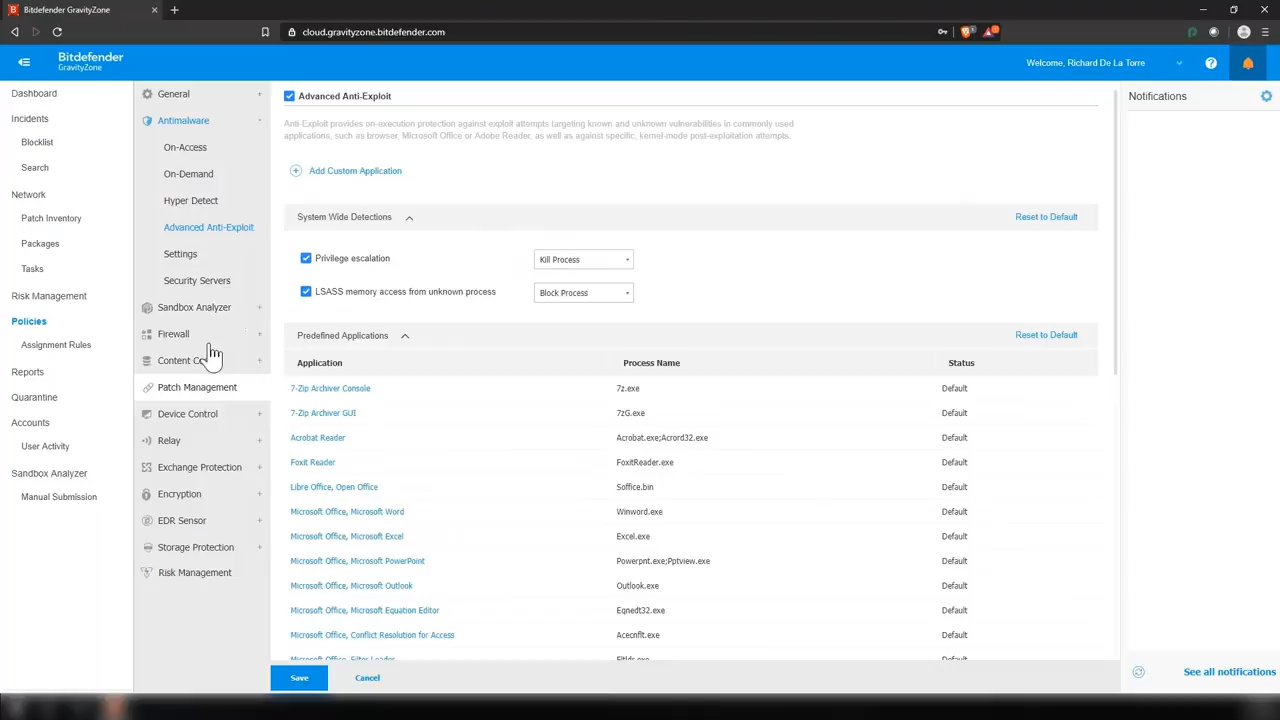 Bitdefender GravityZone
cloud.gravityzone.bitdefender.com
Bitdefender
GravityZone
Welcome, Richard De La Torre
Dashboard
Incidents
Blocklist
Search
Network
Patch Inventory
Packages
Tasks
Risk Management
Policies
Assignment Rules
Reports
Quarantine
Accounts
User Activity
Sandbox Analyzer
Manual Submission
General
Antimalware
On-Access
On-Demand
Hyper Detect
Advanced Anti-Exploit
Settings
Security Servers
Sandbox Analyzer
Firewall
Content
Patch Management
Device Control
Relay
Exchange Protection
Encryption
EDR Sensor
Storage Protection
Risk Management
Advanced Anti-Exploit
Anti-Exploit provides on-execution protection against exploit attempts targeting known and unknown vulnerabilities in commonly used
applications, such as browser, Microsoft Office or Adobe Reader, as well as against specific, kernel-mode post-exploitation attempts.
Add Custom Application
System Wide Detections Reset to Default
Privilege escalation Kill Process
LSASS memory access from unknown process Block Process
Predefined Applications Reset to Default
Application Process Name Status
7-Zip Archiver Console 7z.exe Default
7-Zip Archiver GUI 7zG.exe Default
Acrobat Reader Acrobat.exe;Acrord32.exe Default
Foxit Reader FoxitReader.exe Default
Libre Office, Open Office Soffice.bin Default
Microsoft Office, Microsoft Word Winword.exe Default
Microsoft Office, Microsoft Excel Excel.exe Default
Microsoft Office, Microsoft PowerPoint Powerpnt.exe;Pptview.exe Default
Microsoft Office, Microsoft Outlook Outlook.exe Default
Microsoft Office, Microsoft Equation Editor Eqnedt32.exe Default
Microsoft Office, Conflict Resolution for Access Acecnflt.exe Default
Microsoft Office, Filter Loader Fltldr.exe Default
Save Cancel
Notifications
See all notifications